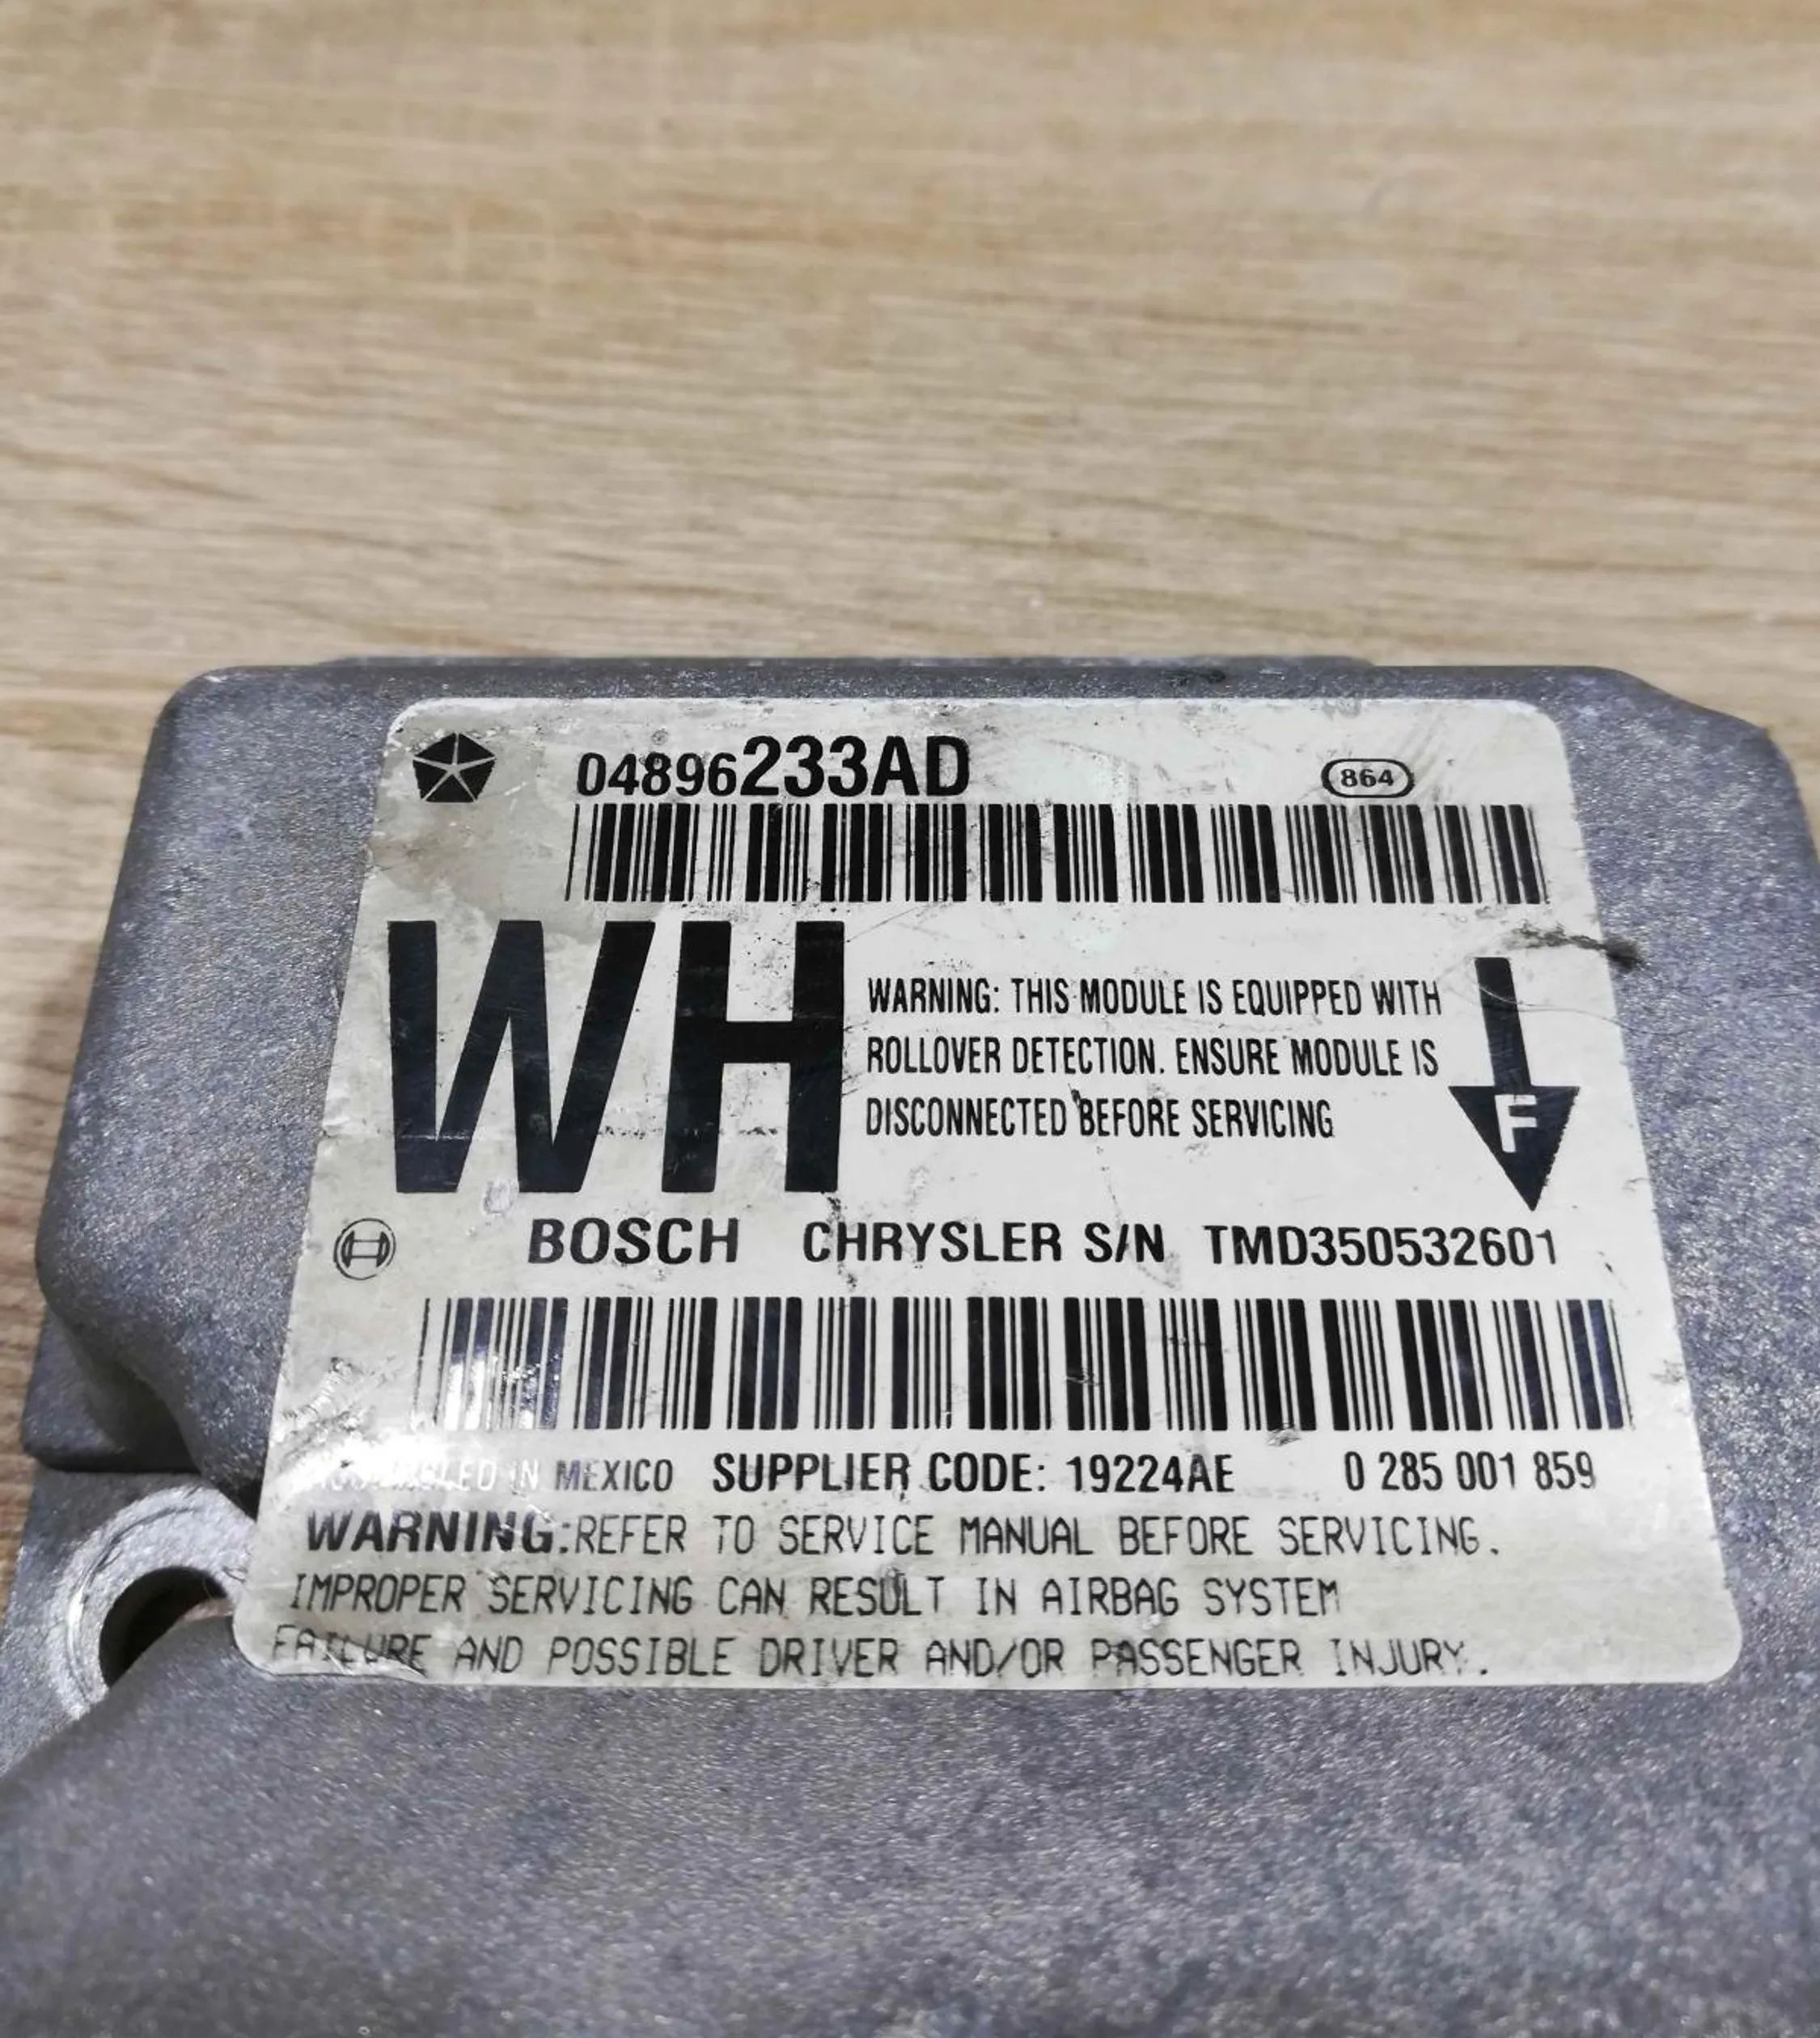 04896233AD
864
WH
WARNING: THIS MODULE IS EQUIPPED WITH
ROLLOVER DETECTION. ENSURE MODULE IS
DISCONNECTED BEFORE SERVICING
F
BOSCH CHRYSLER S/N TMD350532601
IN MEXICO SUPPLIER CODE: 19224AE 0 285 001 859
WARNING:REFER TO SERVICE MANUAL BEFORE SERVICING.
IMPROPER SERVICING CAN RESULT IN AIRBAG SYSTEM
FAILURE AND POSSIBLE DRIVER AND/OR PASSENGER INJURY.